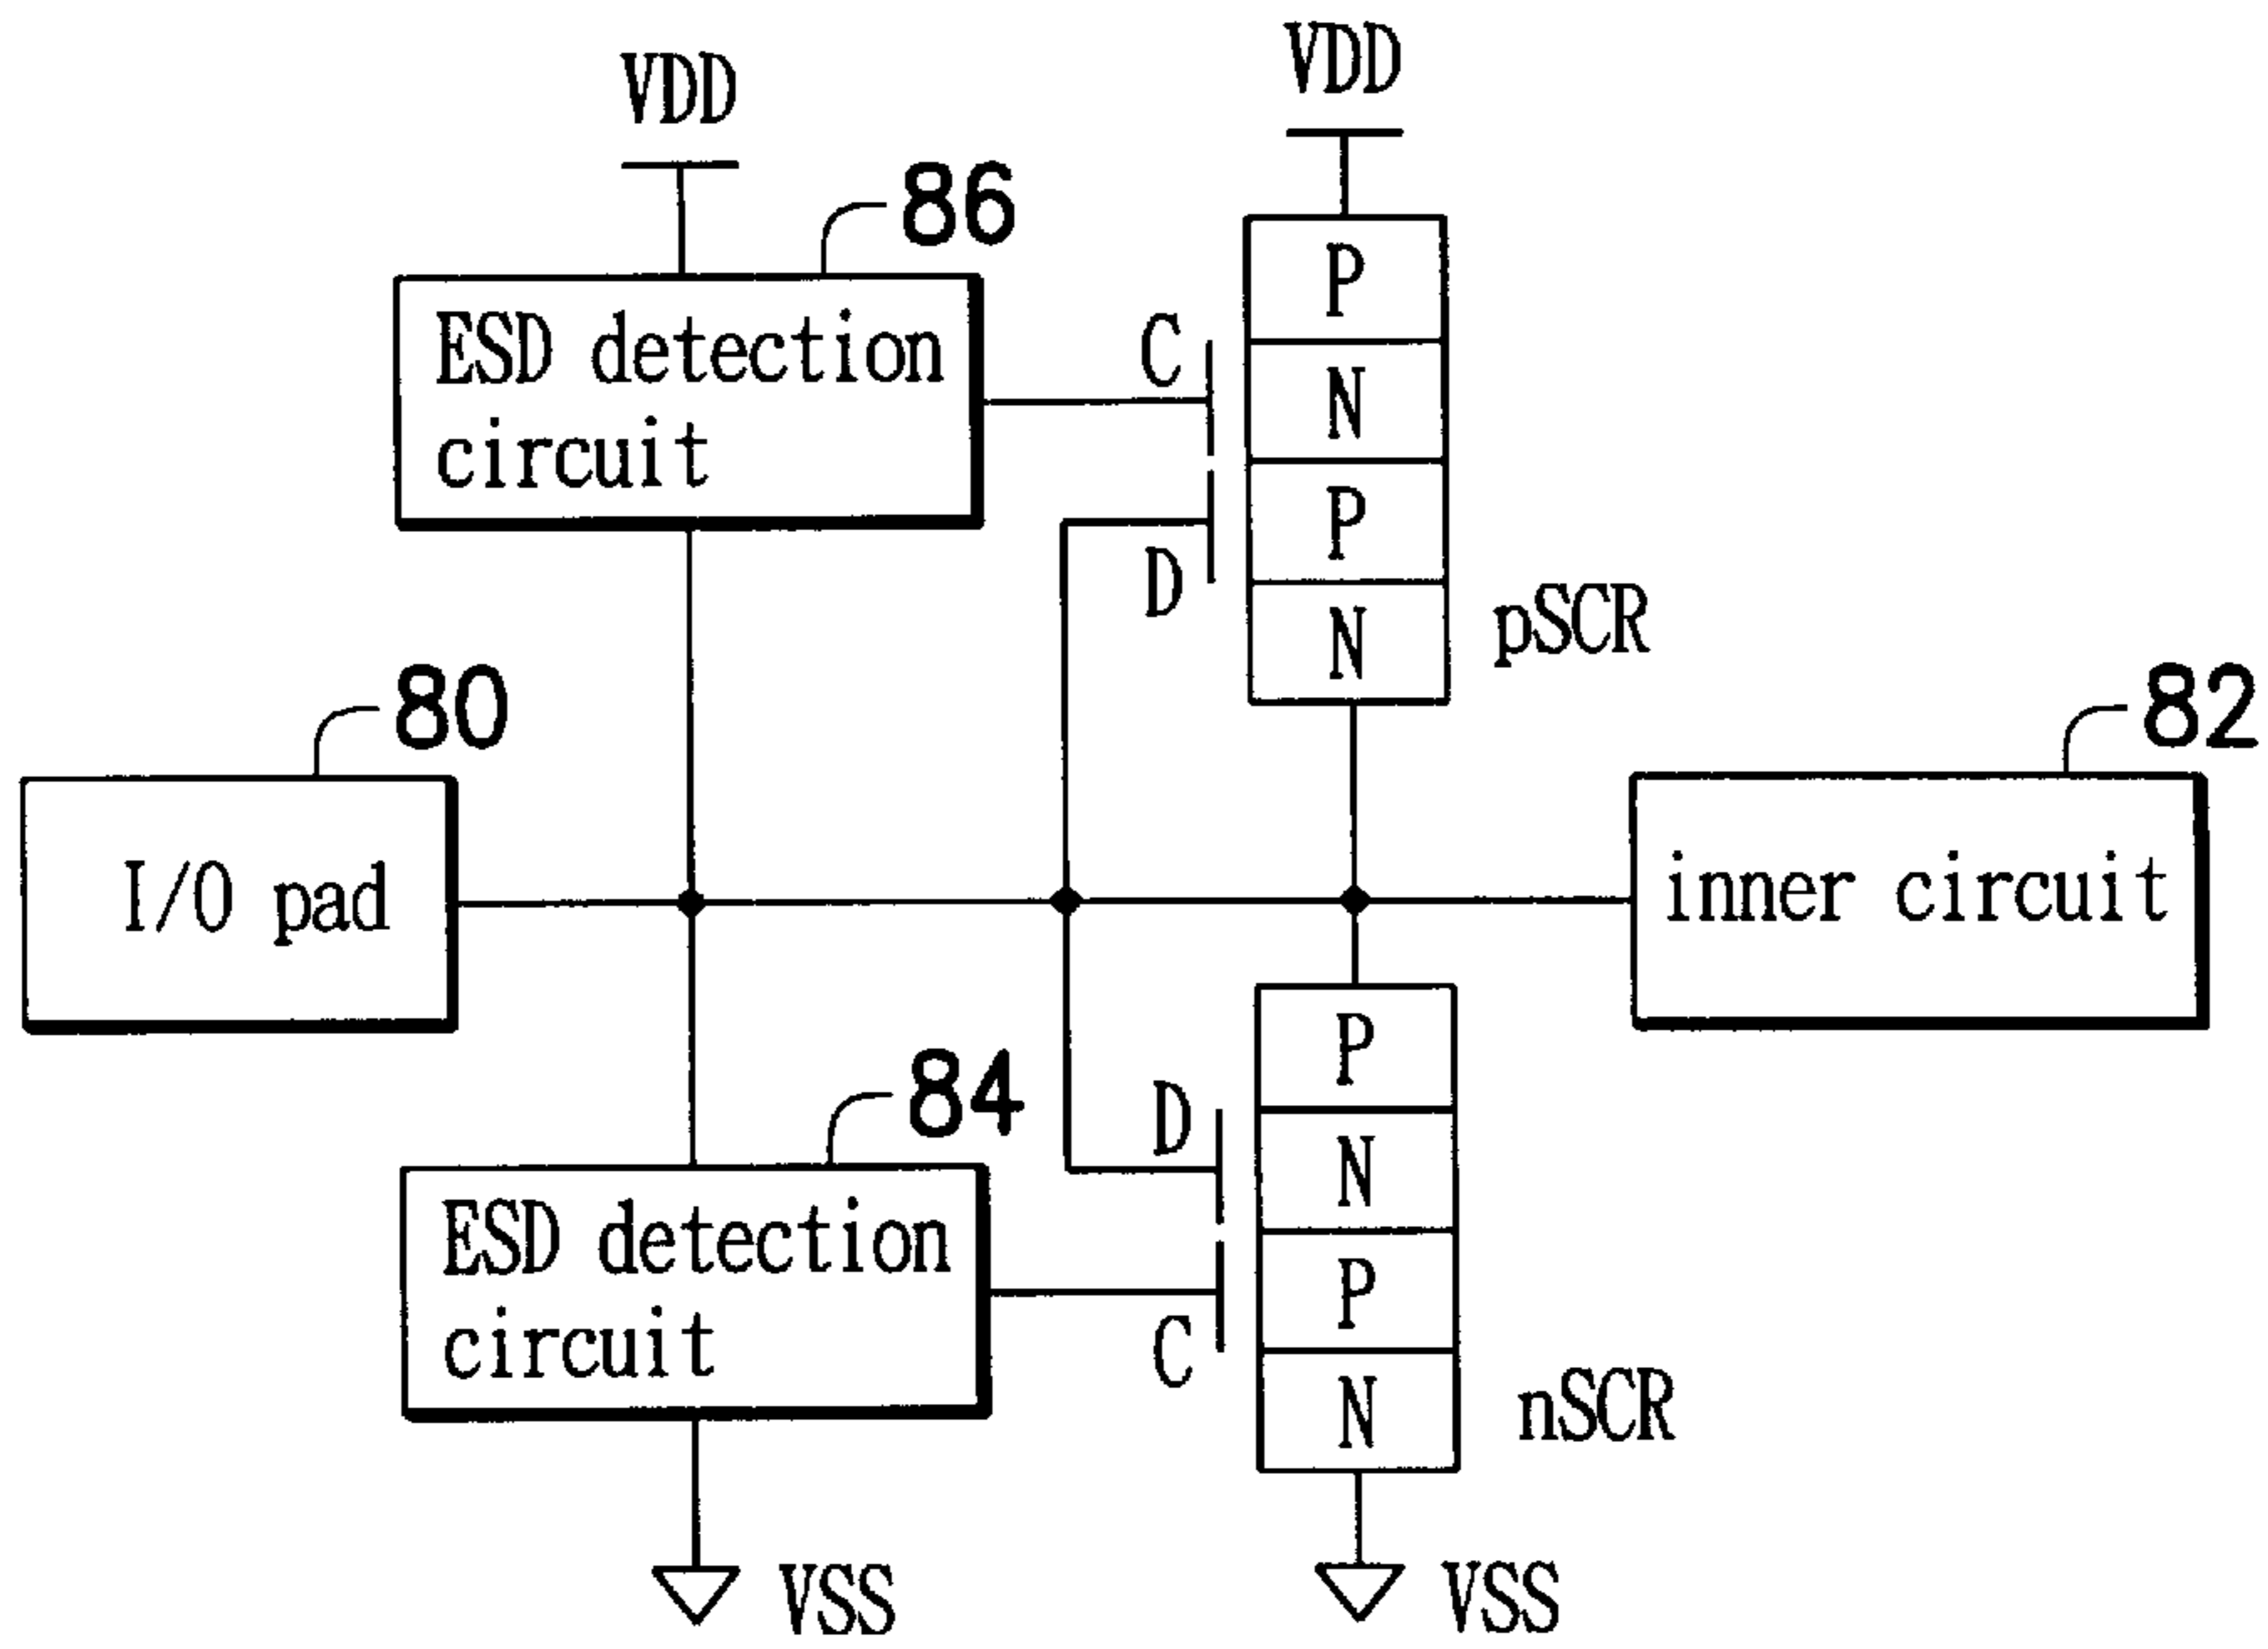 VDD
VDD
86
P
ESD detection
circuit
C
N
P
D
N
pSCR
80
82
I/O pad
inner circuit
P
84
D
N
ESD detection
circuit
P
C
N
nSCR
VSS
VSS